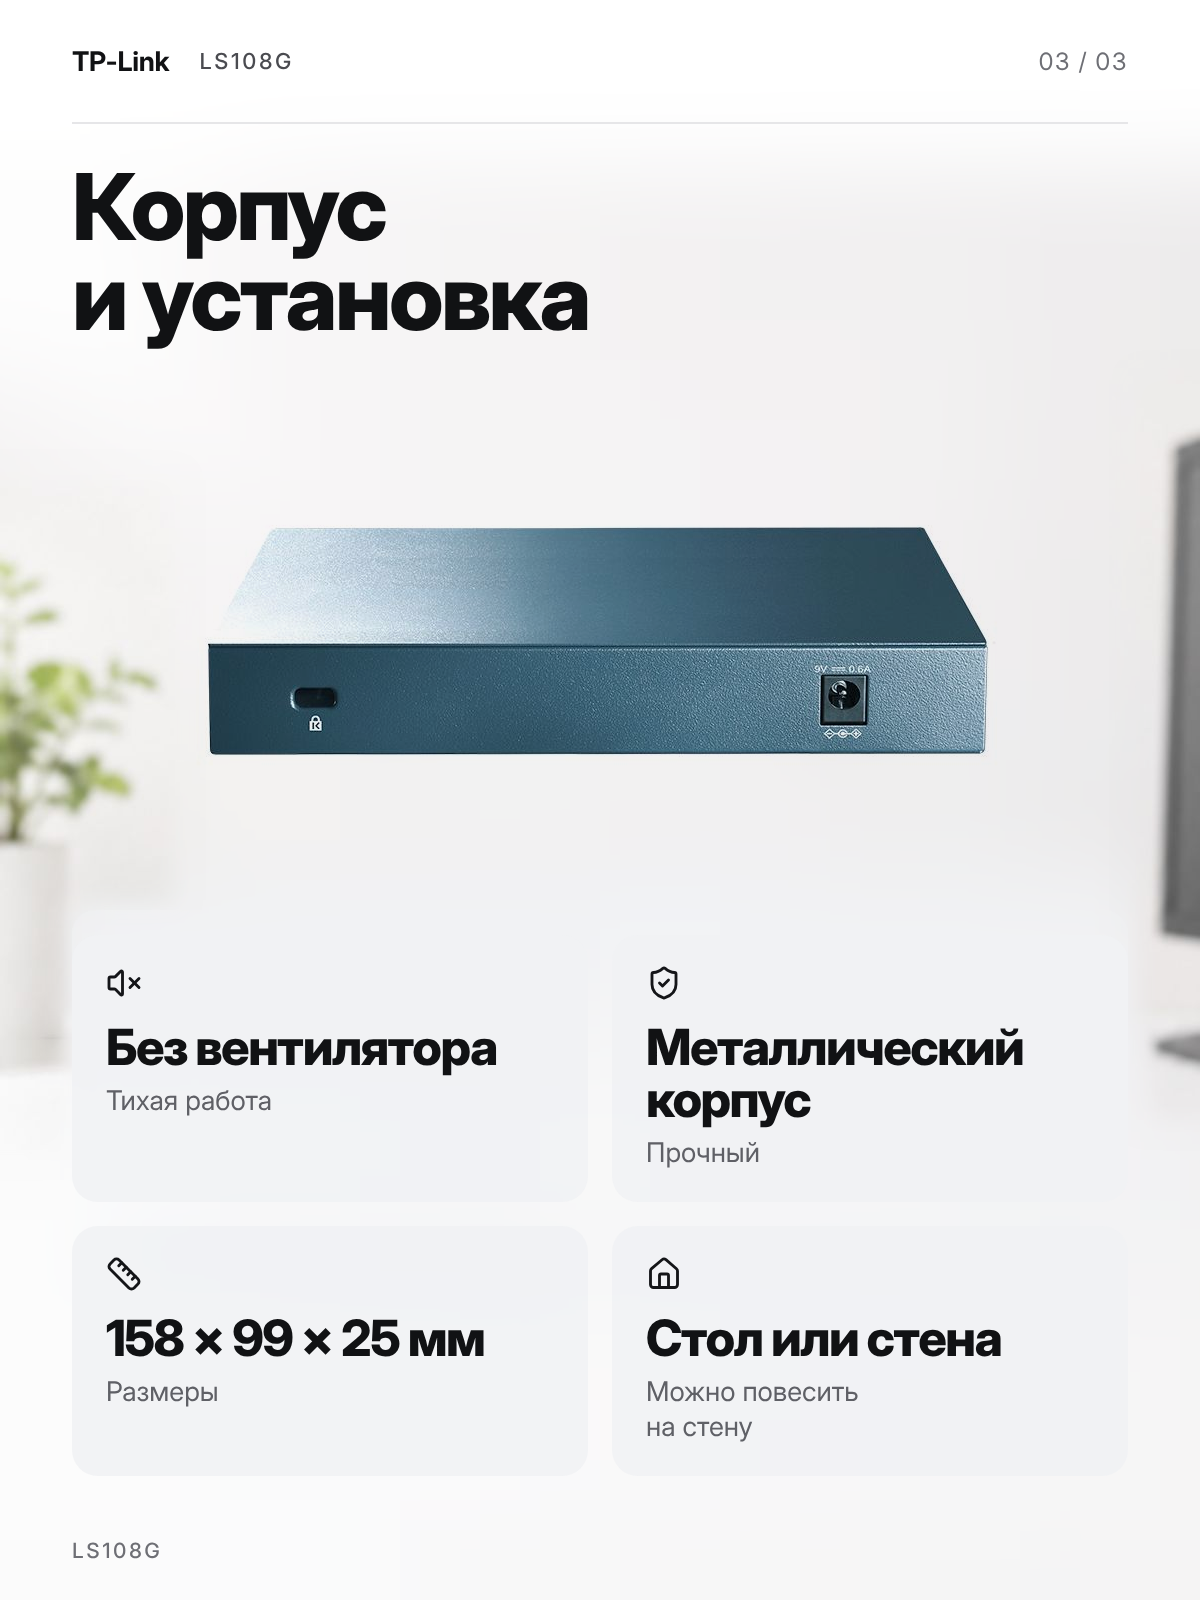 TP-Link LS108G 03 / 03
Корпус
и установка
9V ⎓ 0.6A
Без вентилятора
Тихая работа
Металлический
корпус
Прочный
158 × 99 × 25 мм
Размеры
Стол или стена
Можно повесить
на стену
LS108G